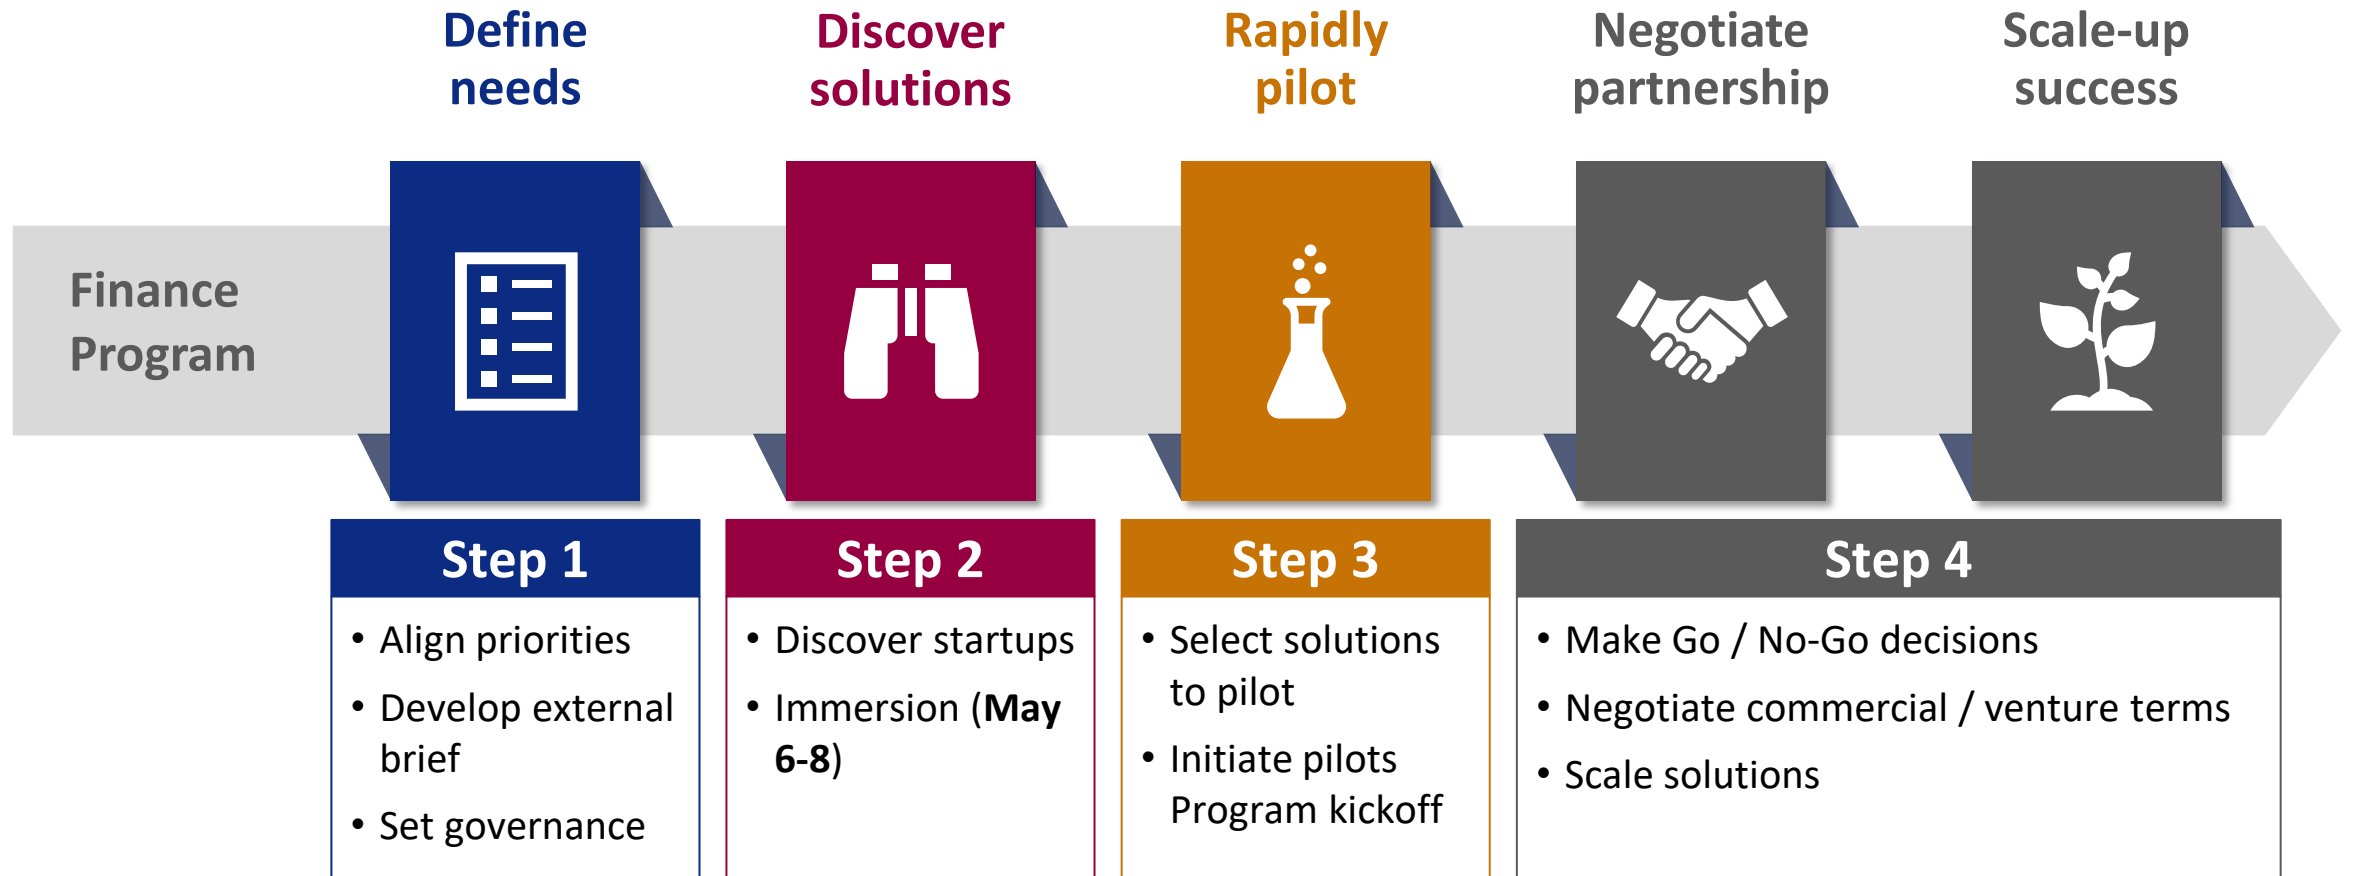 Define
needs
Discover
solutions
Rapidly
pilot
Negotiate
partnership
Scale-up
success
Finance
Program
Step 1
• Align priorities
• Develop external
brief
• Set governance
Step 2
• Discover startups
• Immersion (May
6-8)
Step 3
• Select solutions
to pilot
• Initiate pilots
Program kickoff
Step 4
• Make Go / No-Go decisions
• Negotiate commercial / venture terms
• Scale solutions